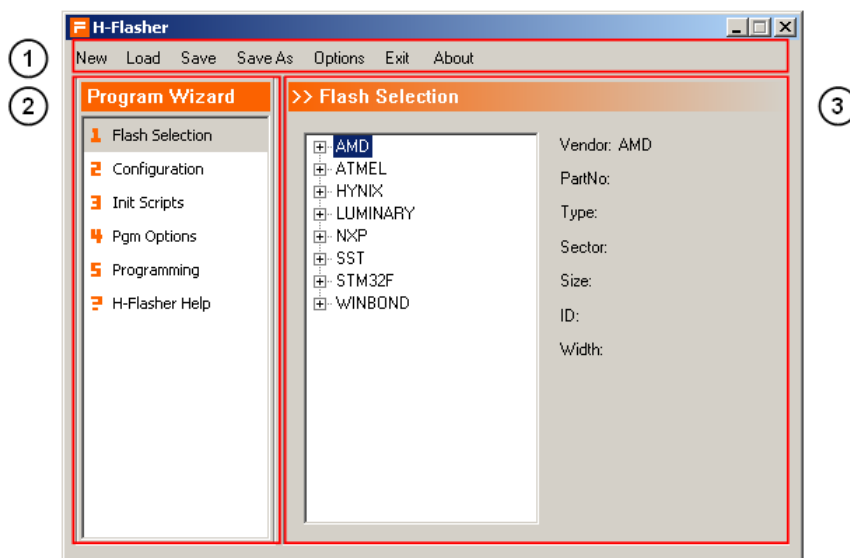 H-Flasher
1
New Load Save Save As Options Exit About
2
Program Wizard
1 Flash Selection
2 Configuration
3 Init Scripts
4 Pgm Options
5 Programming
? H-Flasher Help
3
>> Flash Selection
AMD
ATMEL
HYNIX
LUMINARY
NXP
SST
STM32F
WINBOND
Vendor: AMD
PartNo:
Type:
Sector:
Size:
ID:
Width: